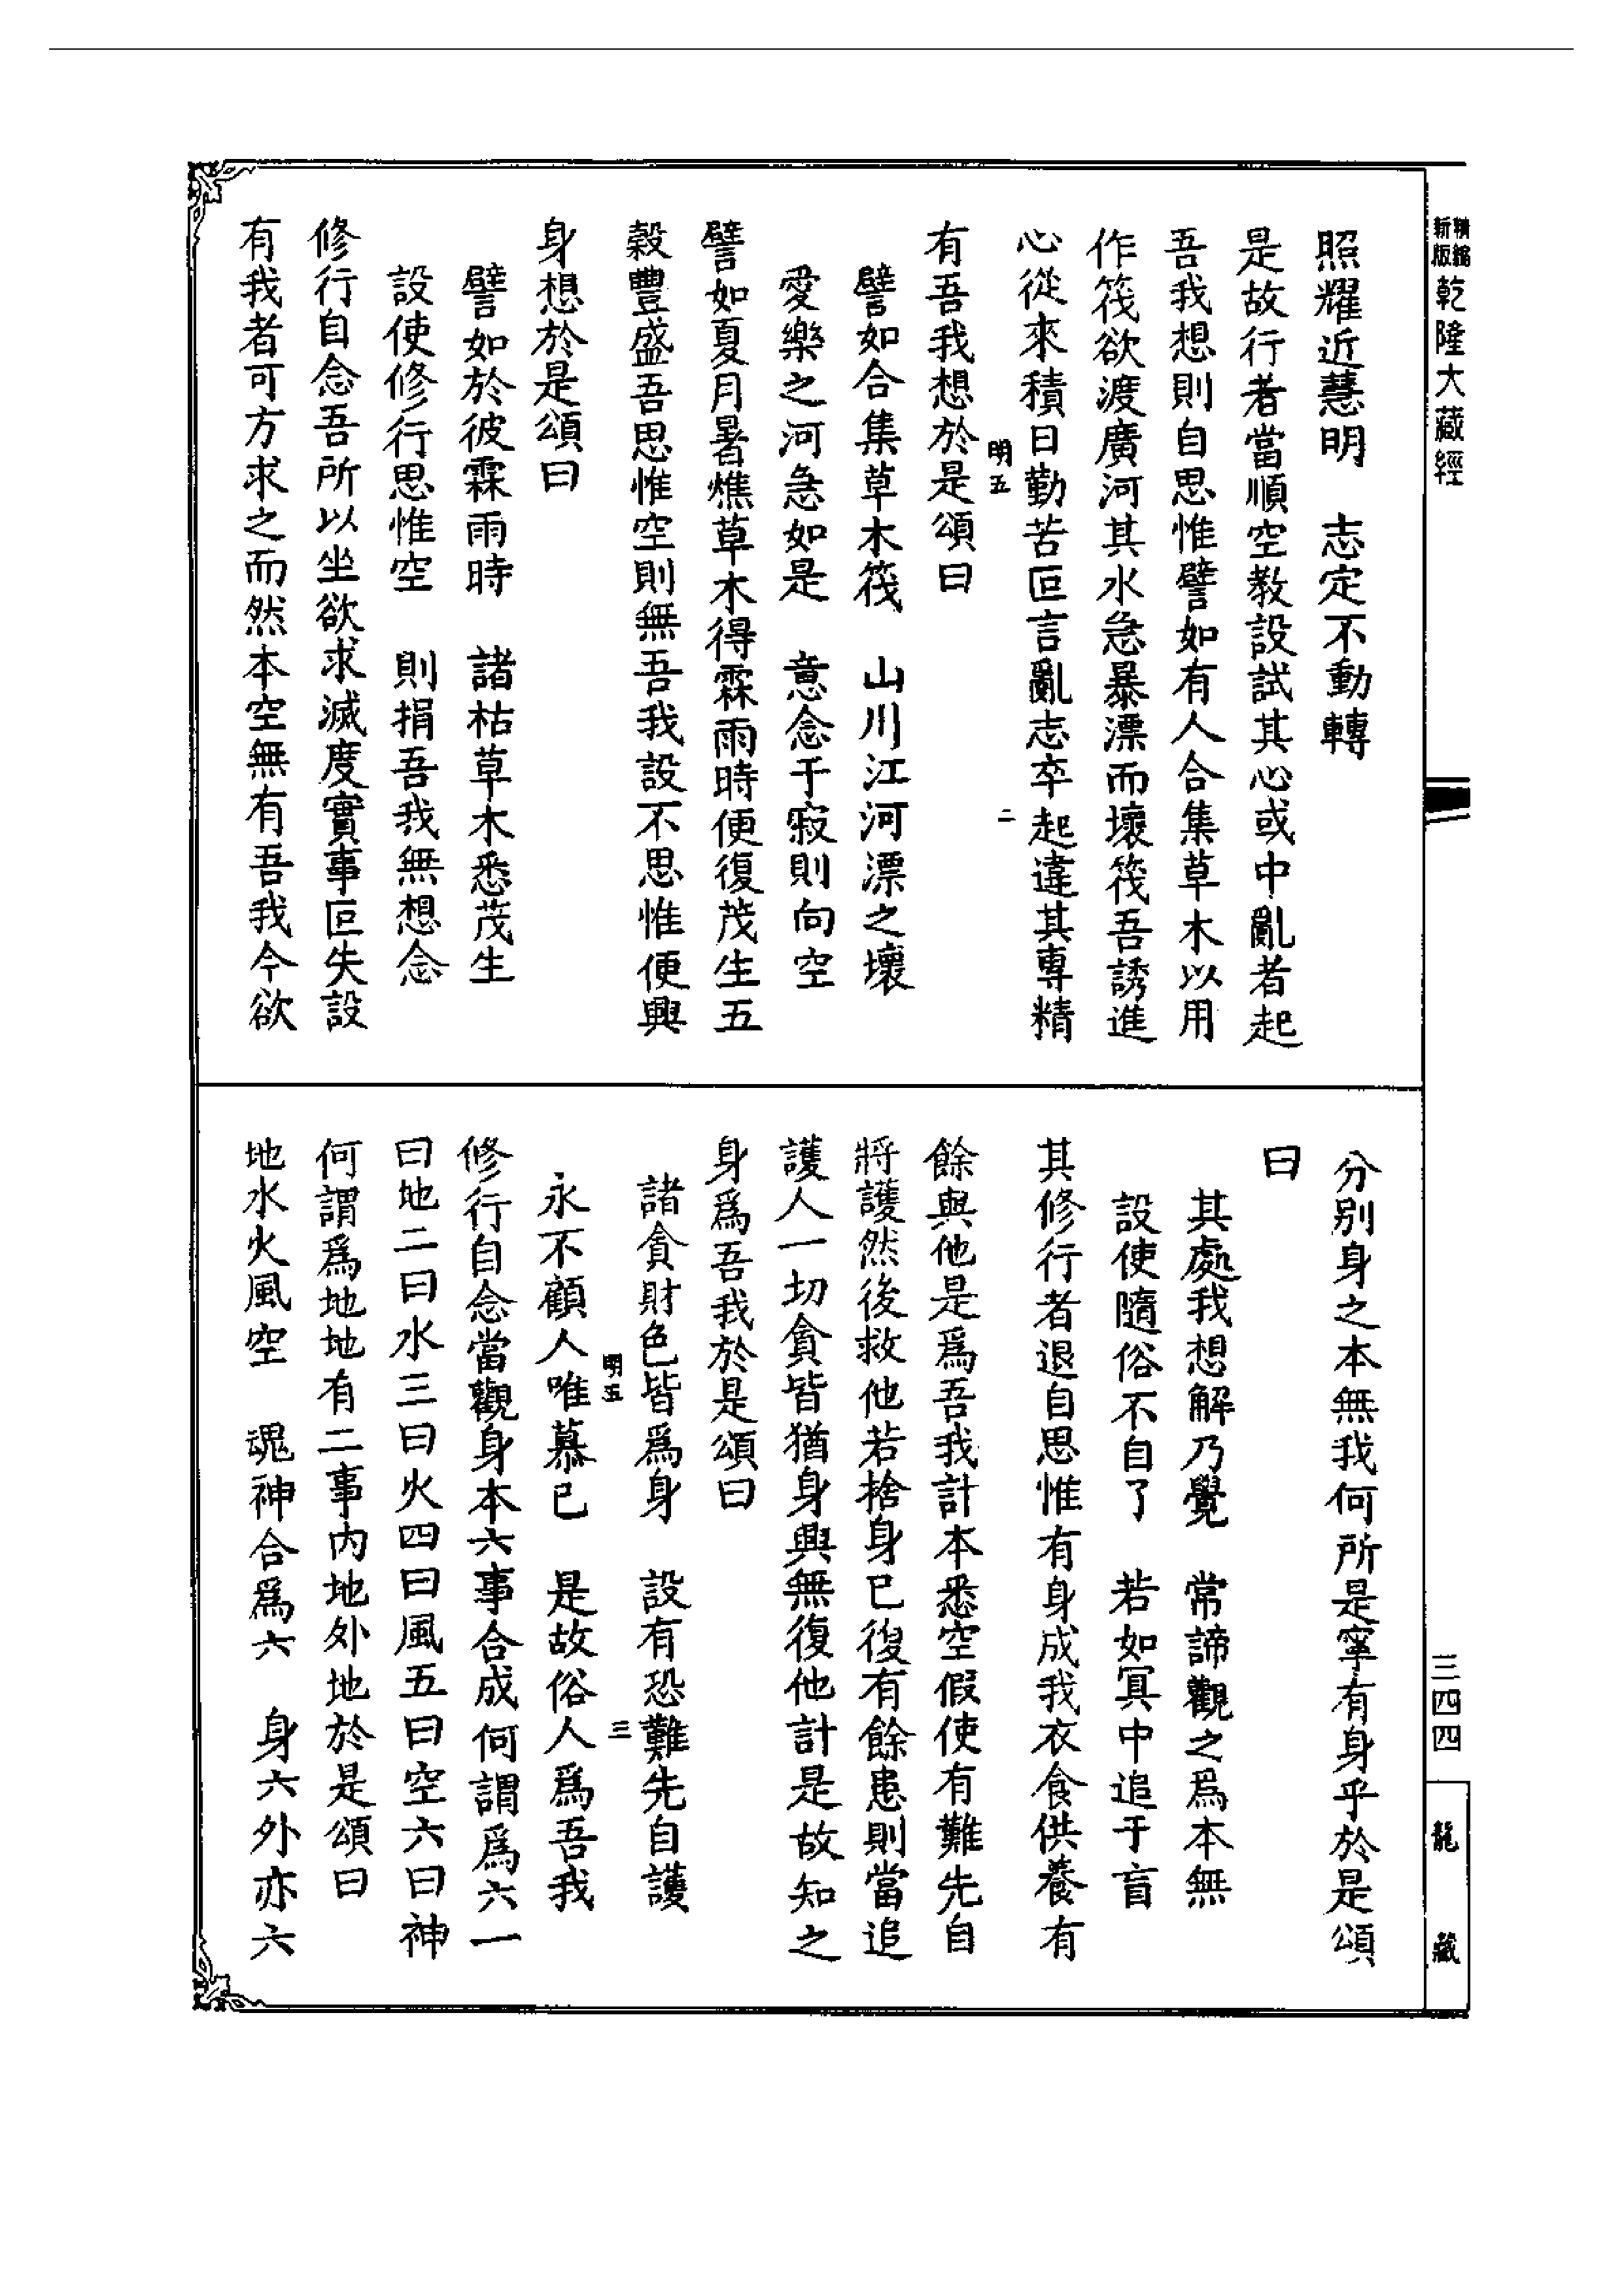 新編
縮版
乾隆大藏經
三四四
龍藏
照耀近慧明　志定不動轉
是故行者當順空教設試其心或中亂者起
吾我想則自思惟譬如有人合集草木以用
作筏欲渡廣河其水急暴漂而壞筏吾誘進
心從來積日勤苦叵言亂志卒起違其專精
明五
二
有吾我想於是頌曰
譬如合集草木筏　山川江河漂之壞
愛樂之河急如是　意念于寂則向空
譬如夏月暑燋草木得霖雨時便復茂生五
穀豐盛吾思惟空則無吾我設不思惟便興
身想於是頌曰
譬如於彼霖雨時　諸枯草木悉茂生
設使修行思惟空　則捐吾我無想念
修行自念吾所以坐欲求滅度實事叵失設
有我者可方求之而然本空無有吾我今欲
分別身之本無我何所是寧有身乎於是頌
曰
其處我想解乃覺　常諦觀之爲本無
設使隨俗不自了　若如冥中追于盲
其修行者退自思惟有身成我衣食供養有
餘與他是爲吾我計本悉空假使有難先自
將護然後救他若捨身已復有餘患則當追
護人一切貪皆猶身興無復他計是故知之
身爲吾我於是頌曰
諸貪財色皆爲身　設有恐難先自護
明五
三
永不顧人唯慕已　是故俗人爲吾我
修行自念當觀身本六事合成何謂爲六一
曰地二曰水三曰火四曰風五曰空六曰神
何謂爲地地有二事內地外地於是頌曰
地水火風空　魂神合爲六　身六外亦六